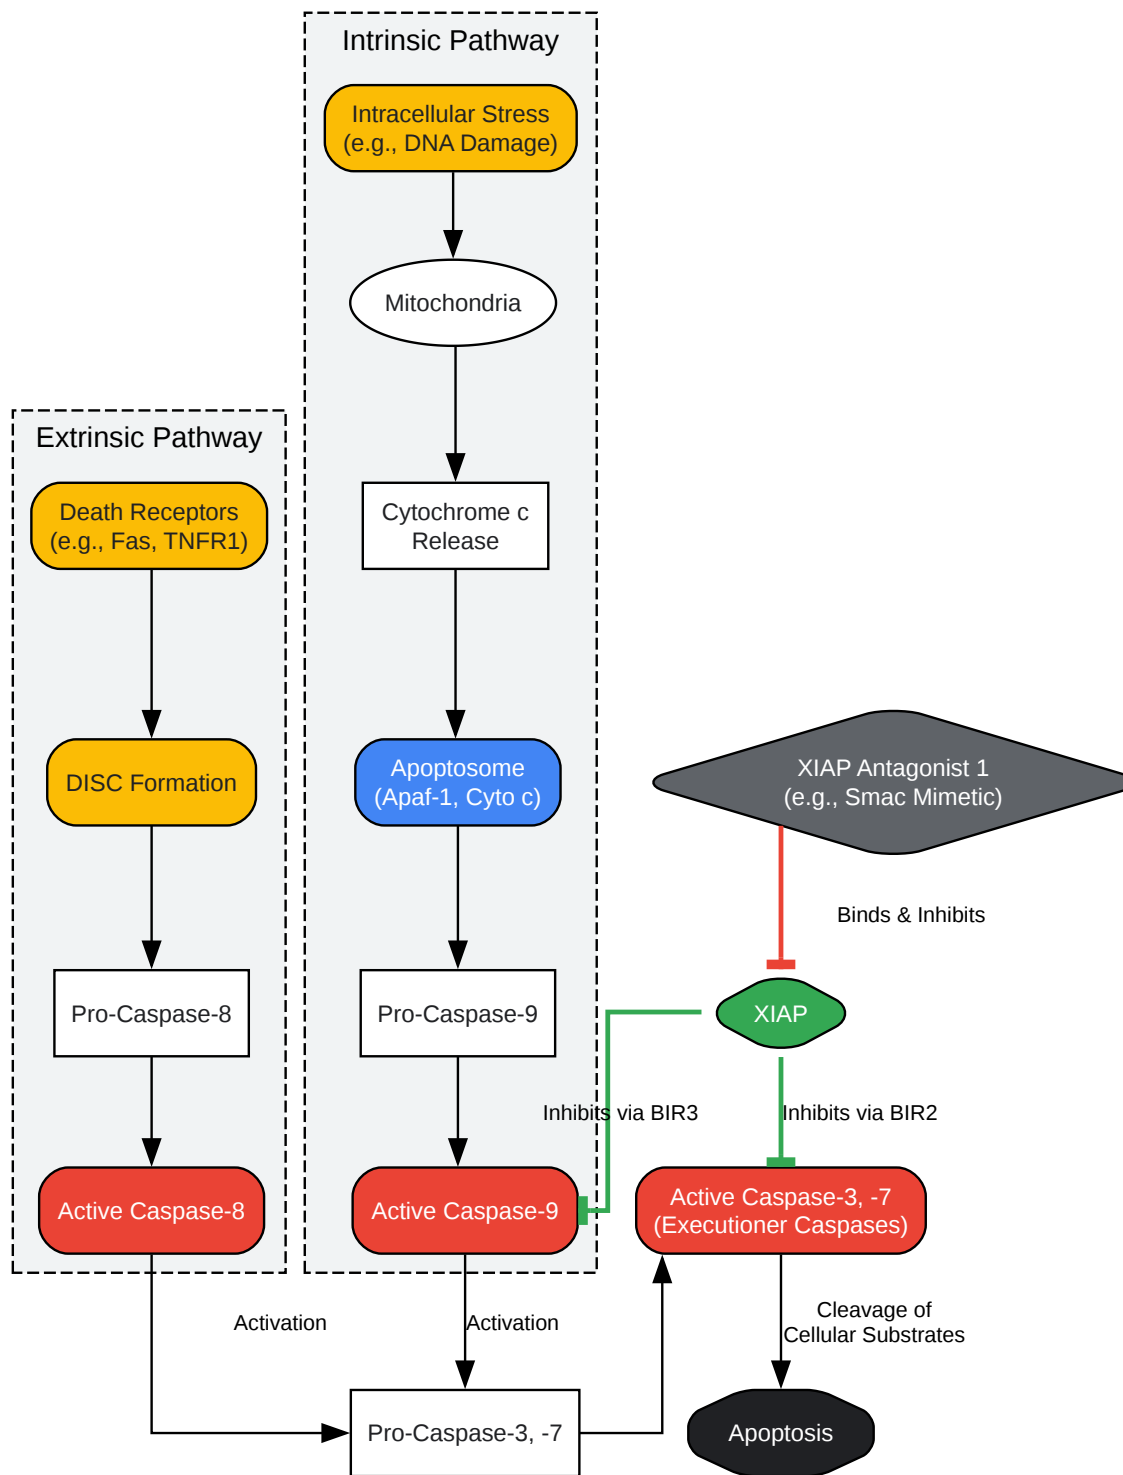 Intrinsic Pathway
Intracellular Stress
(e.g., DNA Damage)
Mitochondria
Cytochrome c
Release
Apoptosome
(Apaf-1, Cyto c)
Pro-Caspase-9
Active Caspase-9
Extrinsic Pathway
Death Receptors
(e.g., Fas, TNFR1)
DISC Formation
Pro-Caspase-8
Active Caspase-8
XIAP Antagonist 1
(e.g., Smac Mimetic)
Binds & Inhibits
XIAP
Inhibits via BIR3
Inhibits via BIR2
Active Caspase-3, -7
(Executioner Caspases)
Activation
Activation
Cleavage of
Cellular Substrates
Pro-Caspase-3, -7
Apoptosis